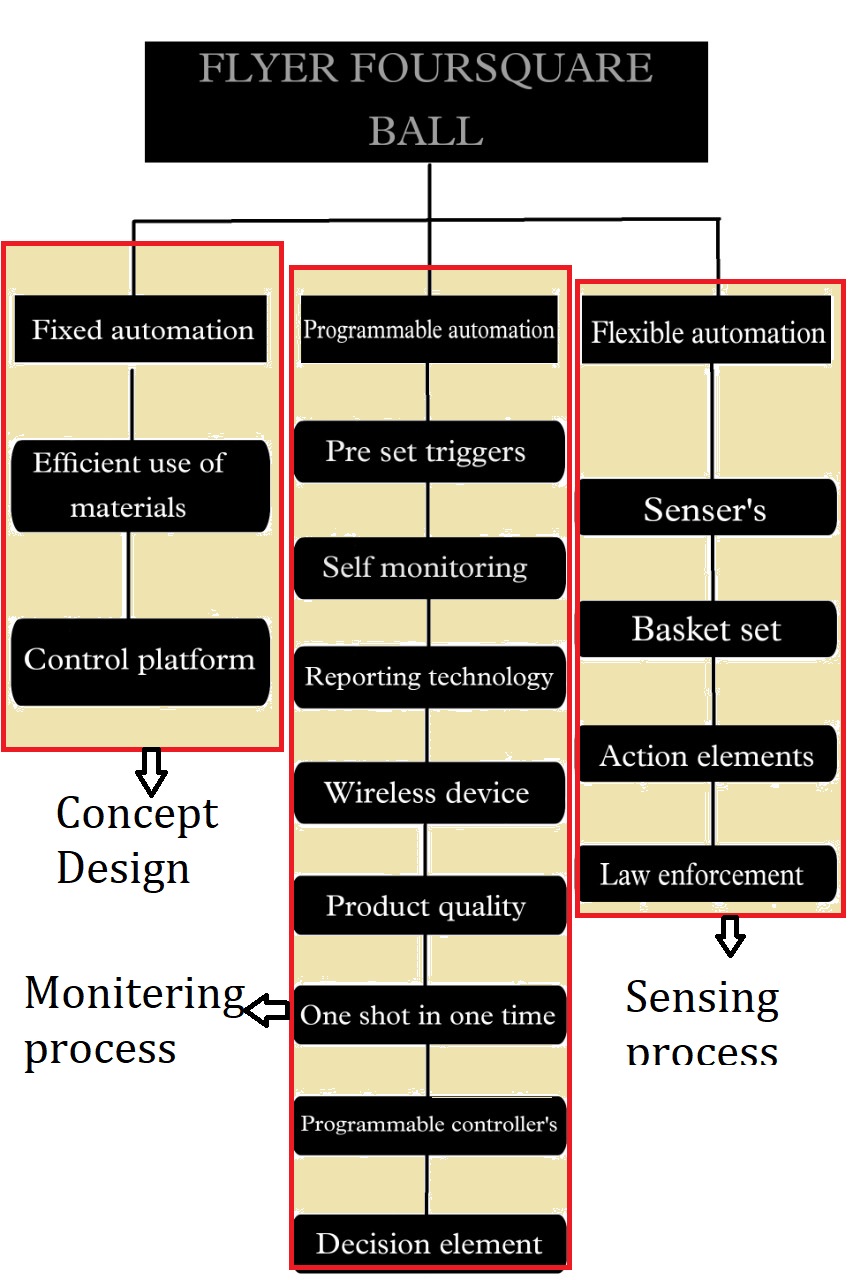 FLYER FOURSQUARE
BALL
Fixed automation
Efficient use of
materials
Control platform
Concept
Design
Programmable automation
Pre set triggers
Self monitoring
Reporting technology
Wireless device
Product quality
One shot in one time
Programmable controller's
Decision element
Monitering
process
Flexible automation
Senser's
Basket set
Action elements
Law enforcement
Sensing
process